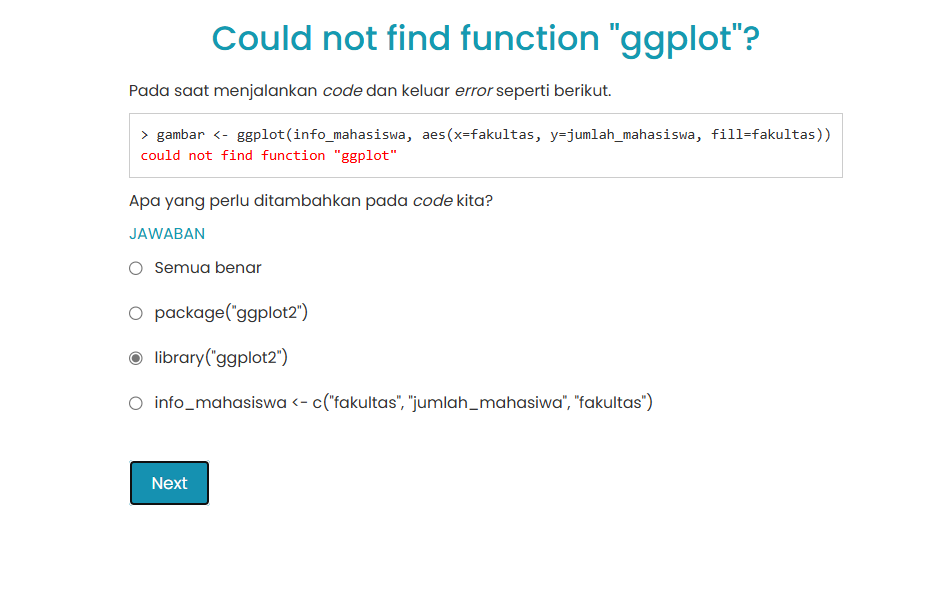 Could not find function "ggplot"?
Pada saat menjalankan code dan keluar error seperti berikut.
> gambar <- ggplot(info_mahasiswa, aes(x=fakultas, y=jumlah_mahasiswa, fill=fakultas))
could not find function "ggplot"
Apa yang perlu ditambahkan pada code kita?
JAWABAN
Semua benar
package("ggplot2")
library("ggplot2")
info_mahasiswa <- c("fakultas", "jumlah_mahasiwa", "fakultas")
Next